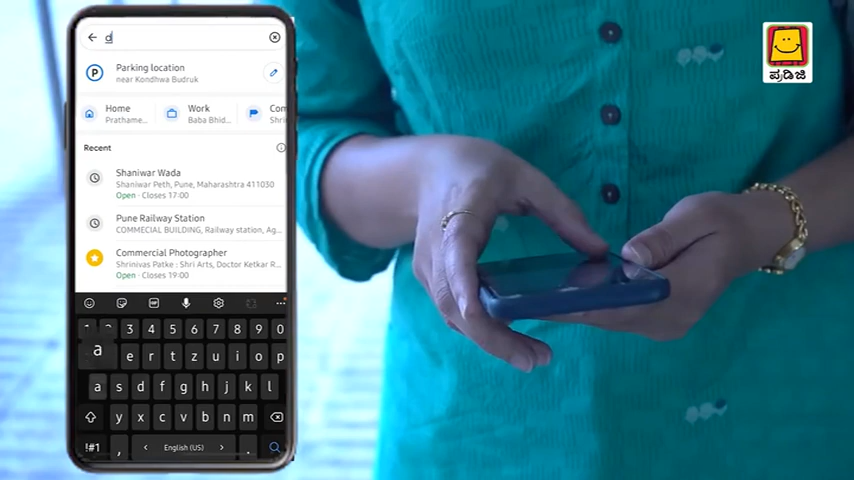 d
Parking location
near Kondhwa Budruk
Home
Prathame...
Work
Baba Bhid...
Com
Shri
Recent
Shaniwar Wada
Shaniwar Peth, Pune, Maharashtra 411030
Open · Closes 17:00
Pune Railway Station
COMMECIAL BUILDING, Railway station, Ag...
Commercial Photographer
Shrinivas Patke : Shri Arts, Doctor Ketkar R...
Open · Closes 19:00
GIF
1 2 3 4 5 6 7 8 9 0
a
e r t z u i o p
a s d f g h j k l
y x c v b n m
!#1 , < English (US) > .
ಪ್ರಡಿಜಿ